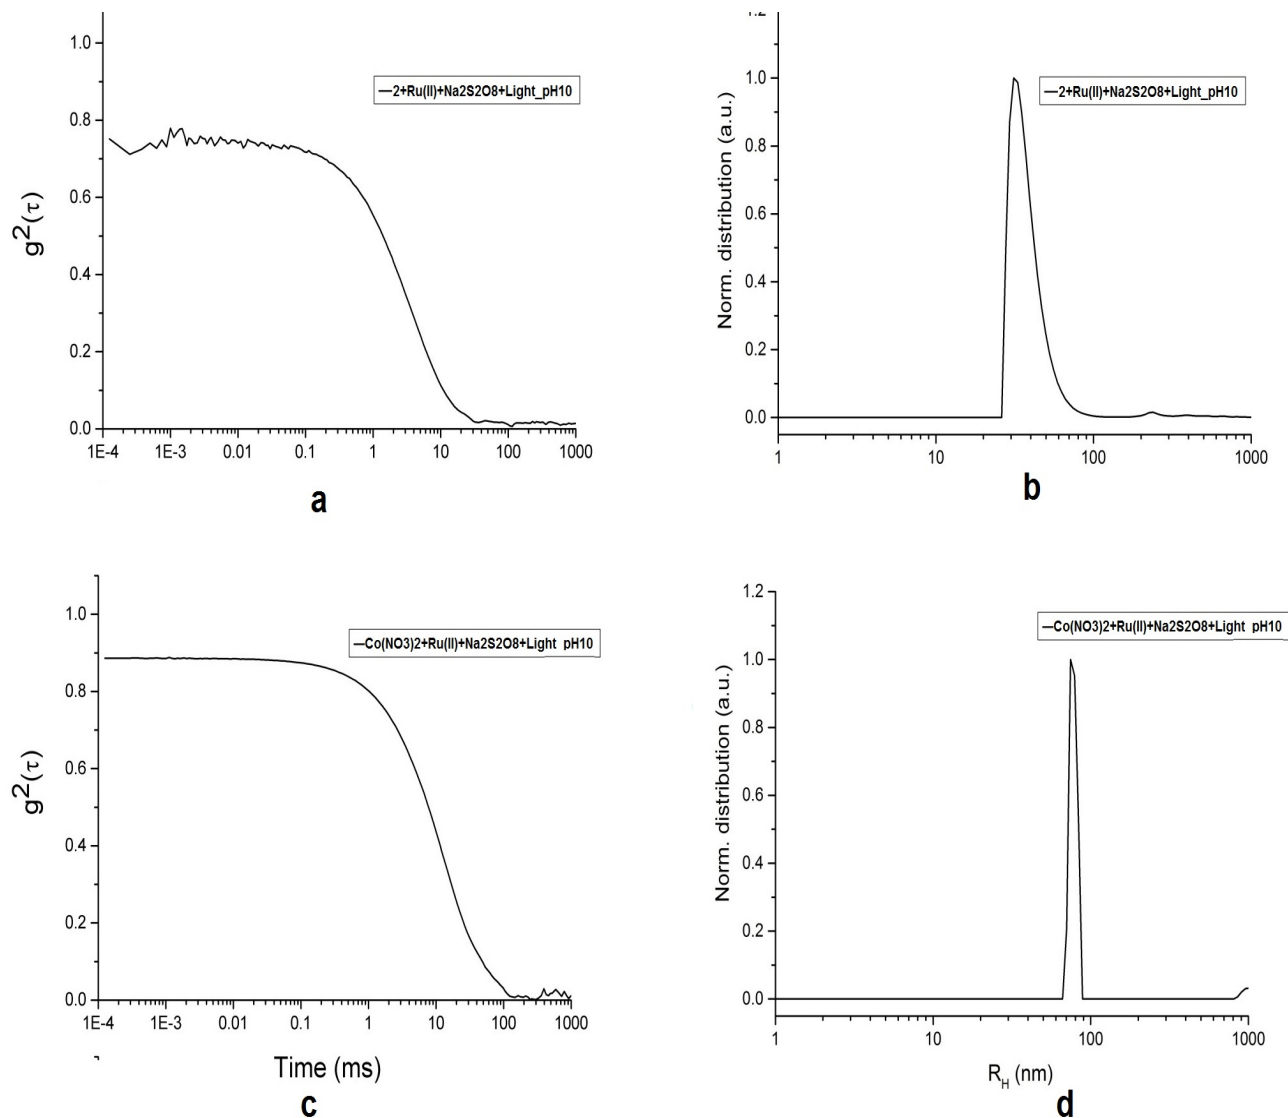 1.0
0.8
0.6
0.4
0.2
0.0
g2(τ)
2+Ru(II)+Na2S2O8+Light_pH10
1E-4 1E-3 0.01 0.1 1 10 100 1000
a
1.2
1.0
0.8
0.6
0.4
0.2
0.0
Norm. distribution (a.u.)
2+Ru(II)+Na2S2O8+Light_pH10
1 10 100 1000
b
1.0
0.8
0.6
0.4
0.2
0.0
g2(τ)
Co(NO3)2+Ru(II)+Na2S2O8+Light pH10
1E-4 1E-3 0.01 0.1 1 10 100 1000
Time (ms)
c
1.2
1.0
0.8
0.6
0.4
0.2
0.0
Norm. distribution (a.u.)
Co(NO3)2+Ru(II)+Na2S2O8+Light pH10
1 10 100 1000
RH (nm)
d